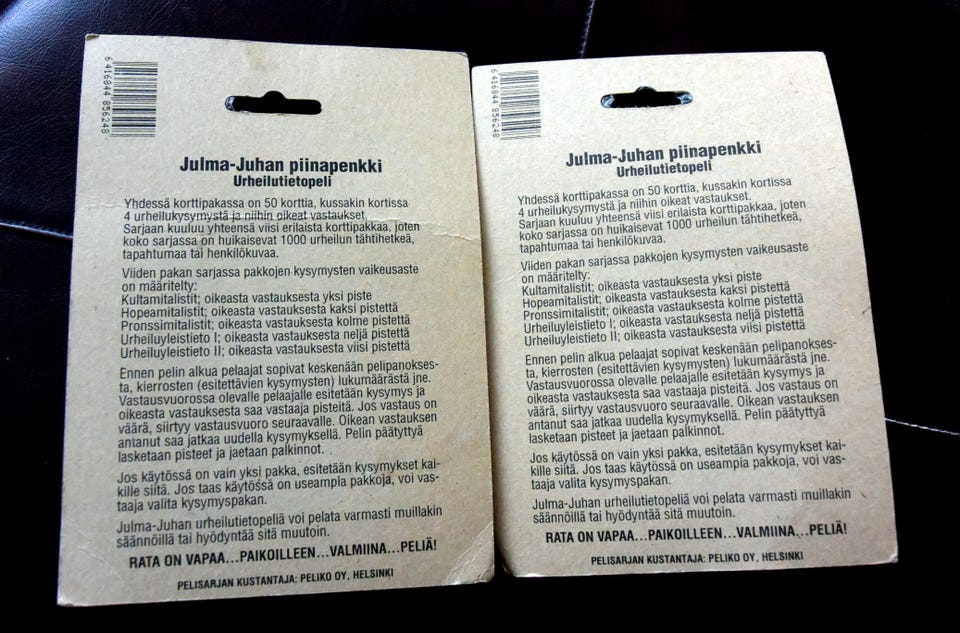 6416844 856248
Julma-Juhan piinapenkki
Urheilutietopeli
Yhdessä korttipakassa on 50 korttia, kussakin kortissa
4 urheilukysymystä ja niihin oikeat vastaukset.
Sarjaan kuuluu yhteensä viisi erilaista korttipakkaa, joten
koko sarjassa on huikaisevat 1000 urheilun tähtihetkeä,
tapahtumaa tai henkilökuvaa.
Viiden pakan sarjassa pakkojen kysymysten vaikeusaste
on määritelty:
Kultamitalistit; oikeasta vastauksesta yksi piste
Hopeamitalistit; oikeasta vastauksesta kaksi pistettä
Pronssimitalistit; oikeasta vastauksesta kolme pistettä
Urheiluyleistieto I; oikeasta vastauksesta neljä pistettä
Urheiluyleistieto II; oikeasta vastauksesta viisi pistettä
Ennen pelin alkua pelaajat sopivat keskenään pelipanokses-
ta, kierrosten (esitettävien kysymysten) lukumäärästä jne.
Vastausvuorossa olevalle pelaajalle esitetään kysymys ja
oikeasta vastauksesta saa vastaaja pisteitä. Jos vastaus on
väärä, siirtyy vastausvuoro seuraavalle. Oikean vastauksen
antanut saa jatkaa uudella kysymyksellä. Pelin päätyttyä
lasketaan pisteet ja jaetaan palkinnot.
Jos käytössä on vain yksi pakka, esitetään kysymykset kai-
kille siitä. Jos taas käytössä on useampia pakkoja, voi vas-
taaja valita kysymyspakan.
Julma-Juhan urheilutietopeliä voi pelata varmasti muillakin
säännöillä tai hyödyntää sitä muutoin.
RATA ON VAPAA...PAIKOILLEEN...VALMIINA...PELIÄ!
PELISARJAN KUSTANTAJA: PELIKO OY, HELSINKI
6416844 856248
Julma-Juhan piinapenkki
Urheilutietopeli
Yhdessä korttipakassa on 50 korttia, kussakin kortissa
4 urheilukysymystä ja niihin oikeat vastaukset.
Sarjaan kuuluu yhteensä viisi erilaista korttipakkaa, joten
koko sarjassa on huikaisevat 1000 urheilun tähtihetkeä,
tapahtumaa tai henkilökuvaa.
Viiden pakan sarjassa pakkojen kysymysten vaikeusaste
on määritelty:
Kultamitalistit; oikeasta vastauksesta yksi piste
Hopeamitalistit; oikeasta vastauksesta kaksi pistettä
Pronssimitalistit; oikeasta vastauksesta kolme pistettä
Urheiluyleistieto I; oikeasta vastauksesta neljä pistettä
Urheiluyleistieto II; oikeasta vastauksesta viisi pistettä
Ennen pelin alkua pelaajat sopivat keskenään pelipanokses-
ta, kierrosten (esitettävien kysymysten) lukumäärästä jne.
Vastausvuorossa olevalle pelaajalle esitetään kysymys ja
oikeasta vastauksesta saa vastaaja pisteitä. Jos vastaus on
väärä, siirtyy vastausvuoro seuraavalle. Oikean vastauksen
antanut saa jatkaa uudella kysymyksellä. Pelin päätyttyä
lasketaan pisteet ja jaetaan palkinnot.
Jos käytössä on vain yksi pakka, esitetään kysymykset kai-
kille siitä. Jos taas käytössä on useampia pakkoja, voi vas-
taaja valita kysymyspakan.
Julma-Juhan urheilutietopeliä voi pelata varmasti muillakin
säännöillä tai hyödyntää sitä muutoin.
RATA ON VAPAA...PAIKOILLEEN...VALMIINA...PELIÄ!
PELISARJAN KUSTANTAJA: PELIKO OY, HELSINKI